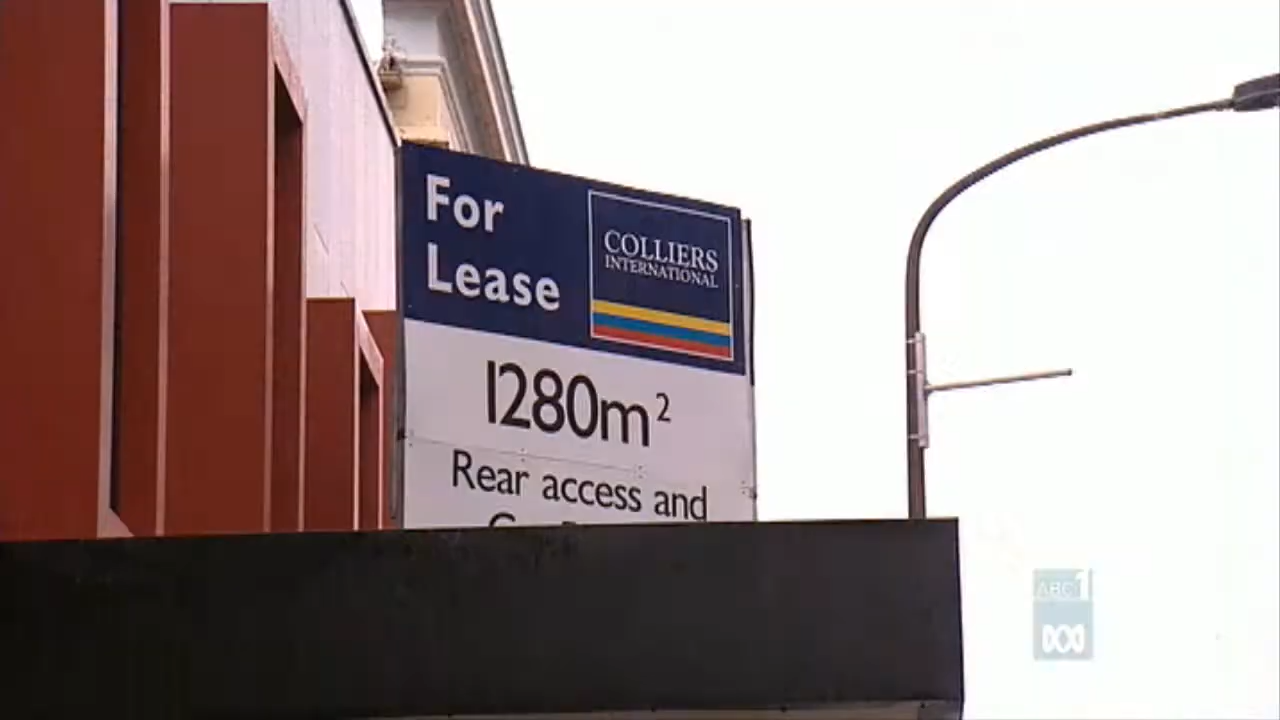 For
Lease
COLLIERS
INTERNATIONAL
1280m²
Rear access and
ABC1